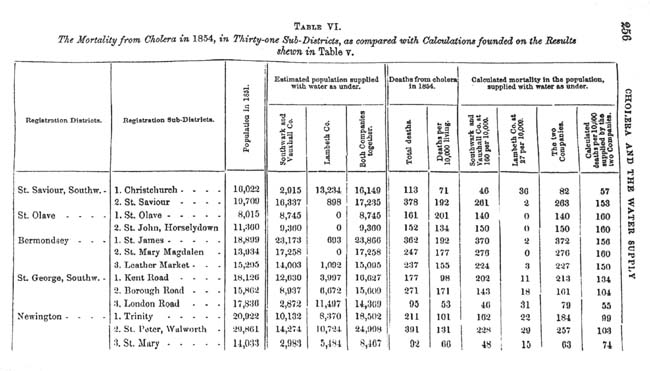 TABLE VI.
The Mortality from Cholera in 1854, in Thirty-one Sub-Districts, as compared with Calculations founded on the Results
shewn in Table v.
256
CHOLERA AND THE WATER SUPPLY
Registration Districts. Registration Sub-Districts. Population in 1851. Estimated population supplied with water as under. Deaths from cholera in 1854. Calculated mortality in the population, supplied with water as under.
Southwark and Vauxhall Co. Lambeth Co. Both Companies together. Total deaths. Deaths per 10,000 living. Southwark and Vauxhall Co. at 160 per 10,000. Lambeth Co. at 27 per 10,000. The two Companies. Calculated deaths per 10,000 supplied by the two Companies.
St. Saviour, Southw. - 1. Christchurch - - - - 16,022 2,915 13,234 16,149 113 71 46 36 82 57
2. St. Saviour - - - - 19,709 16,337 898 17,235 378 192 261 2 263 153
St. Olave - - - - 1. St. Olave - - - - - 8,015 8,745 0 8,745 161 201 140 0 140 160
2. St. John, Horselydown 11,360 9,360 0 9,360 152 134 150 0 150 160
Bermondsey - - - 1. St. James - - - - - 18,899 23,173 693 23,866 362 192 370 2 372 156
2. St. Mary Magdalen - 13,934 17,258 0 17,258 247 177 276 0 276 160
3. Leather Market - - - 15,295 14,003 1,092 15,095 237 155 224 3 227 150
St. George, Southw. - 1. Kent Road - - - - 18,126 12,630 3,997 16,627 177 98 202 11 213 134
2. Borough Road - - - 15,862 8,937 6,672 15,609 271 171 143 18 161 104
3. London Road - - - 17,836 2,872 11,497 14,369 95 53 46 31 79 55
Newington - - - - 1. Trinity - - - - - 20,922 10,132 8,370 18,502 211 101 162 22 184 99
2. St. Peter, Walworth - 29,861 14,274 10,724 24,998 391 131 228 29 257 103
3. St. Mary - - - - 14,033 2,983 5,484 8,467 92 66 48 15 63 74